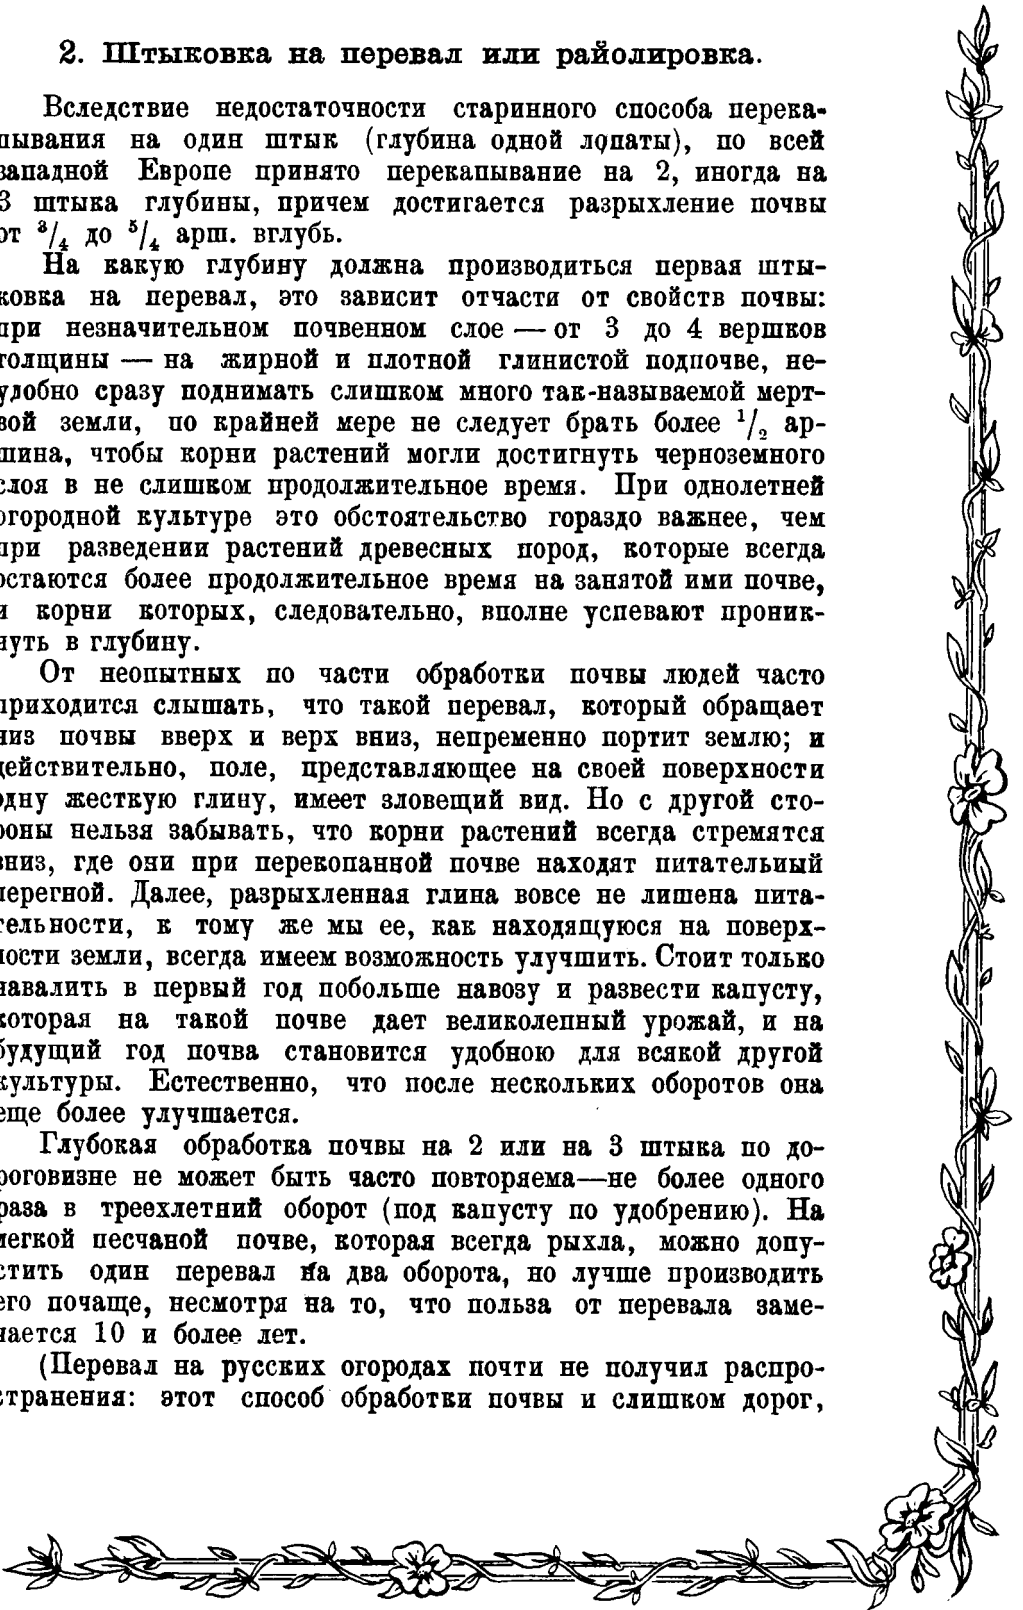 2. Штыковка на перевал или райолировка.
Вследствие недостаточности старинного способа перека-
пывания на один штык (глубина одной лопаты), по всей
западной Европе принято перекапывание на 2, иногда на
3 штыка глубины, причем достигается разрыхление почвы
от 3/4 до 5/4 арш. вглубь.
На какую глубину должна производиться первая шты-
ковка на перевал, это зависит отчасти от свойств почвы:
при незначительном почвенном слое — от 3 до 4 вершков
толщины — на жирной и плотной глинистой подпочве, не-
удобно сразу поднимать слишком много так-называемой мерт-
вой земли, по крайней мере не следует брать более 1/2 ар-
шина, чтобы корни растений могли достигнуть черноземного
слоя в не слишком продолжительное время. При однолетней
огородной культуре это обстоятельство гораздо важнее, чем
при разведении растений древесных пород, которые всегда
остаются более продолжительное время на занятой ими почве,
и корни которых, следовательно, вполне успевают проник-
нуть в глубину.
От неопытных по части обработки почвы людей часто
приходится слышать, что такой перевал, который обращает
низ почвы вверх и верх вниз, непременно портит землю; и
действительно, поле, представляющее на своей поверхности
одну жесткую глину, имеет зловещий вид. Но с другой сто-
роны нельзя забывать, что корни растений всегда стремятся
вниз, где они при перекопанной почве находят питательный
перегной. Далее, разрыхленная глина вовсе не лишена пита-
тельности, к тому же мы ее, как находящуюся на поверх-
ности земли, всегда имеем возможность улучшить. Стоит только
навалить в первый год побольше навозу и развести капусту,
которая на такой почве дает великолепный урожай, и на
будущий год почва становится удобною для всякой другой
культуры. Естественно, что после нескольких оборотов она
еще более улучшается.
Глубокая обработка почвы на 2 или на 3 штыка по до-
роговизне не может быть часто повторяема—не более одного
раза в трехлетний оборот (под капусту по удобрению). На
легкой песчаной почве, которая всегда рыхла, можно допу-
стить один перевал на два оборота, но лучше производить
его почаще, несмотря на то, что польза от перевала заме-
чается 10 и более лет.
(Перевал на русских огородах почти не получил распро-
странения: этот способ обработки почвы и слишком дорог,